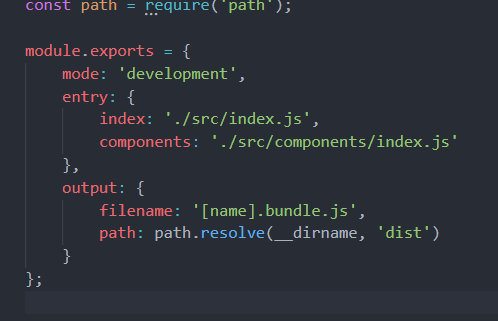 const path = require('path');
module.exports = {
mode: 'development',
entry: {
index: './src/index.js',
components: './src/components/index.js'
},
output: {
filename: '[name].bundle.js',
path: path.resolve(__dirname, 'dist')
}
};